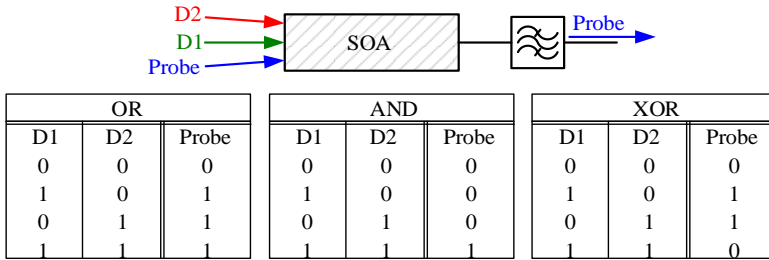 D2
D1
Probe
SOA
Probe
OR
D1 D2 Probe
0 0 0
1 0 1
0 1 1
1 1 1
AND
D1 D2 Probe
0 0 0
1 0 0
0 1 0
1 1 1
XOR
D1 D2 Probe
0 0 0
1 0 1
0 1 1
1 1 0